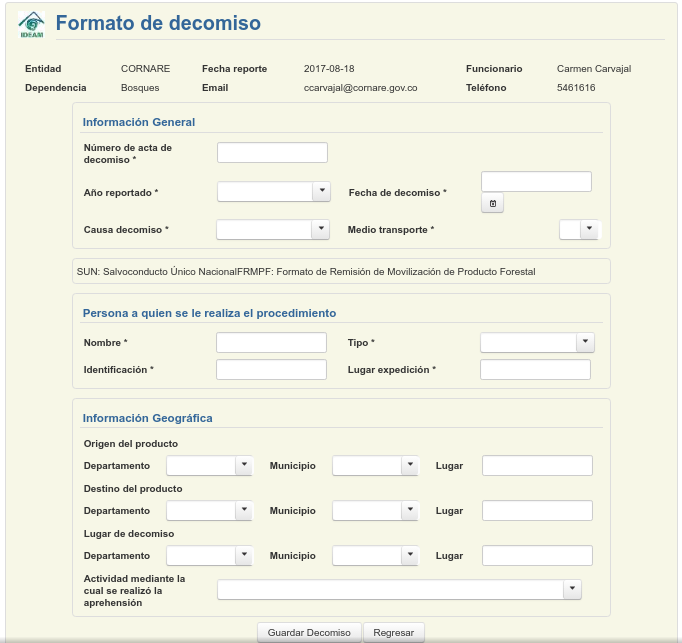 IDEAM
Formato de decomiso
Entidad CORNARE Fecha reporte 2017-08-18 Funcionario Carmen Carvajal
Dependencia Bosques Email ccarvajal@cornare.gov.co Teléfono 5461616
Información General
Número de acta de
decomiso *
Año reportado * Fecha de decomiso *
Causa decomiso * Medio transporte *
SUN: Salvoconducto Único NacionalFRMPF: Formato de Remisión de Movilización de Producto Forestal
Persona a quien se le realiza el procedimiento
Nombre * Tipo *
Identificación * Lugar expedición *
Información Geográfica
Origen del producto
Departamento Municipio Lugar
Destino del producto
Departamento Municipio Lugar
Lugar de decomiso
Departamento Municipio Lugar
Actividad mediante la
cual se realizó la
aprehensión
Guardar Decomiso Regresar